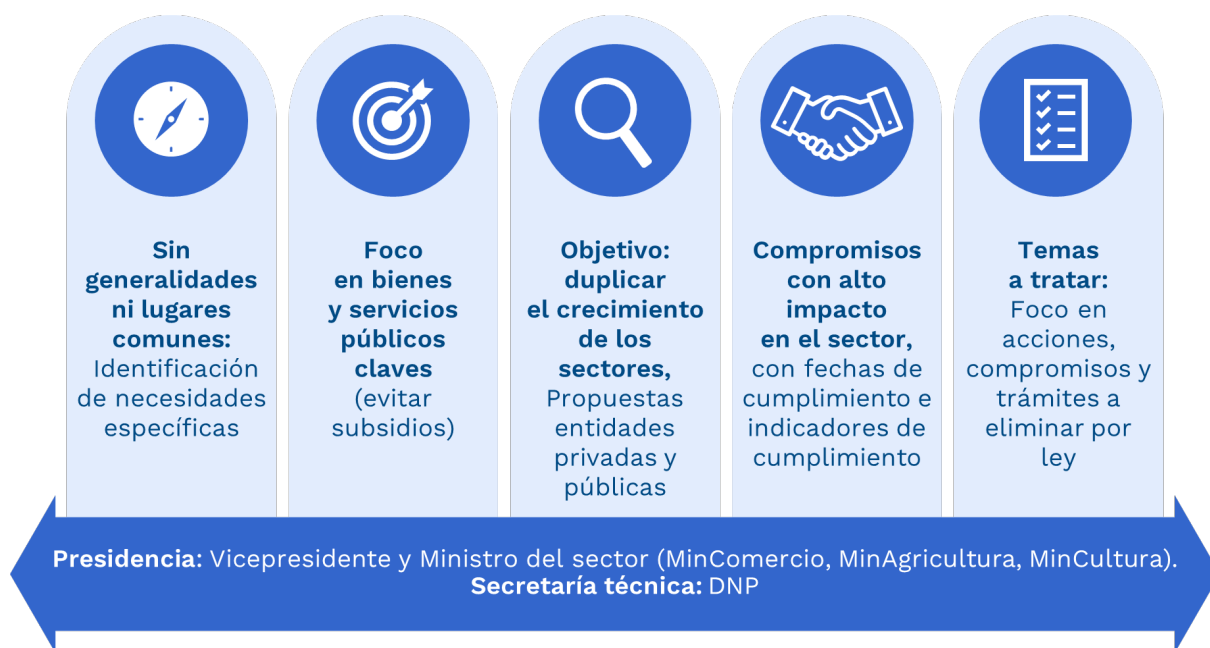 Sin
generalidades
ni lugares
comunes:
Identificación
de necesidades
específicas
Foco
en bienes
y servicios
públicos
claves
(evitar
subsidios)
Objetivo:
duplicar
el crecimiento
de los
sectores,
Propuestas
entidades
privadas y
públicas
Compromisos
con alto
impacto
en el sector,
con fechas de
cumplimiento e
indicadores de
cumplimiento
Temas
a tratar:
Foco en
acciones,
compromisos y
trámites a
eliminar por
ley
Presidencia: Vicepresidente y Ministro del sector (MinComercio, MinAgricultura, MinCultura).
Secretaría técnica: DNP